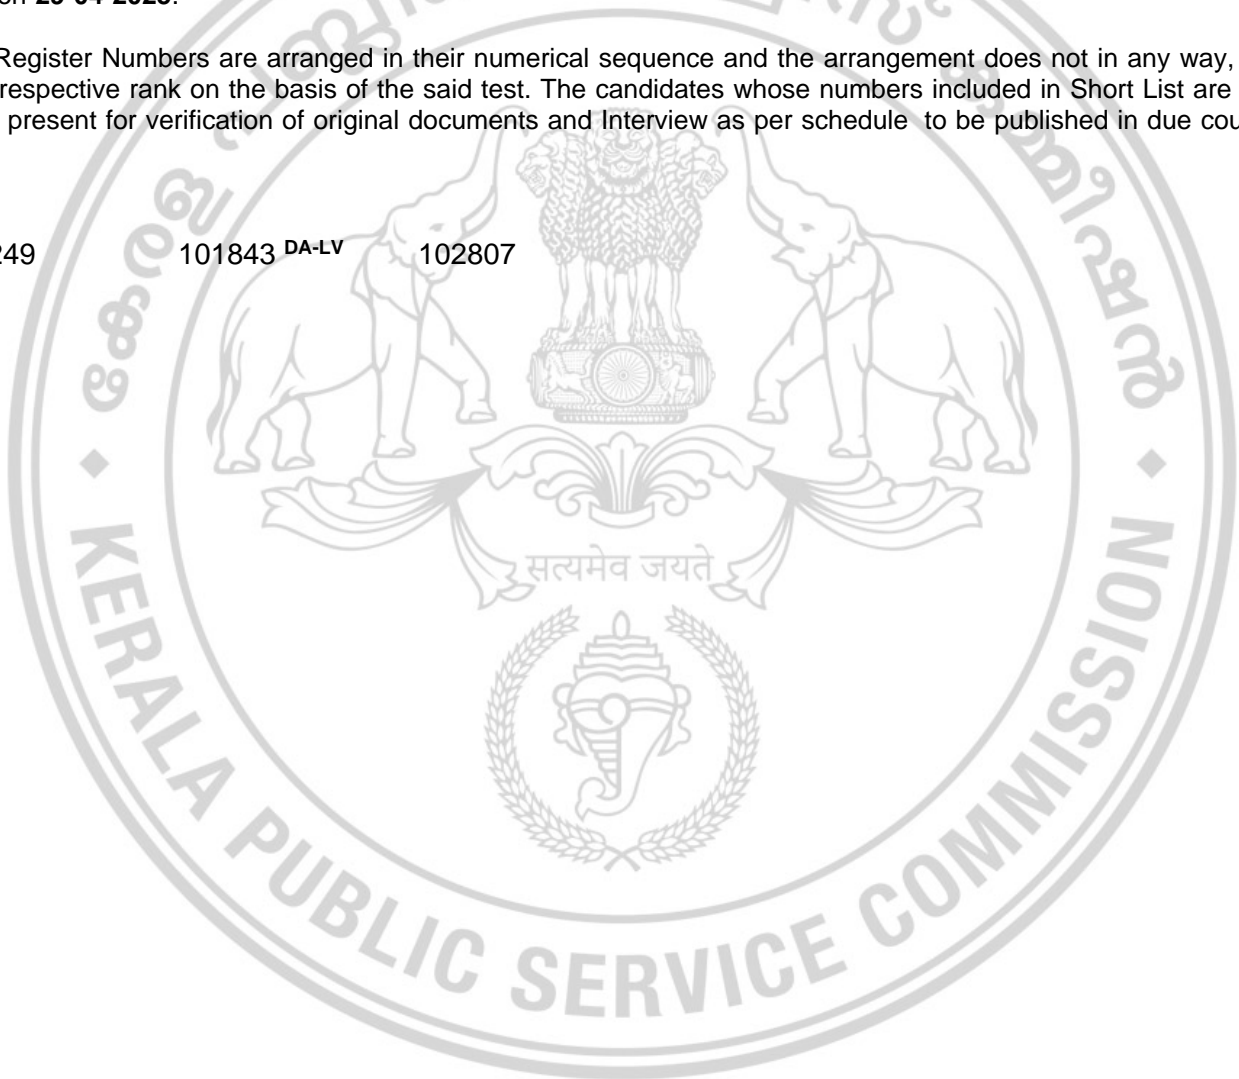 Register Numbers are arranged in their numerical sequence and the arrangement does not in any way,
respective rank on the basis of the said test. The candidates whose numbers included in Short List are
present for verification of original documents and Interview as per schedule to be published in due cou
249 101843 DA-LV 102807
കേരള
കമ്മീഷൻ
सत्यमेव जयते
KERALA PUBLIC SERVICE COMMISSION